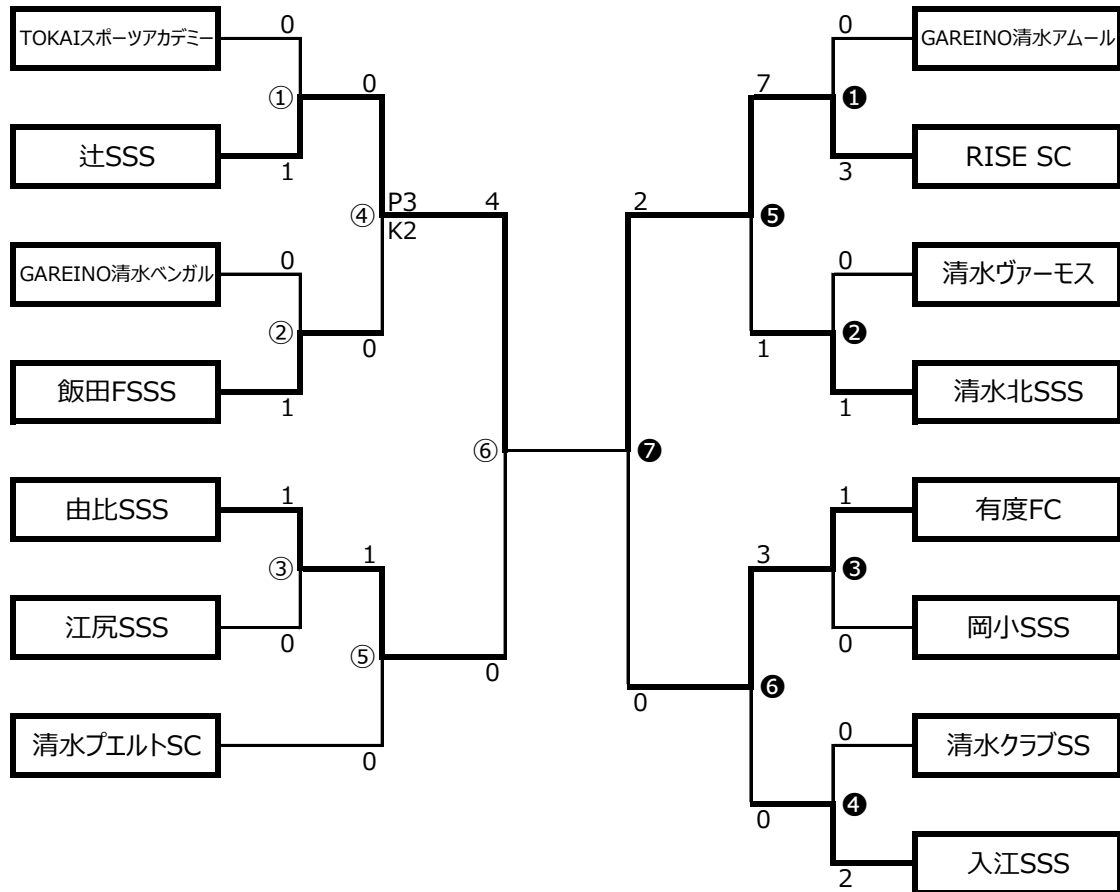 0
0
TOKAIスポーツアカデミー
GAREINO清水アムール
0
7
①
❶
辻SSS
RISE SC
1
3
P3
4
2
④
❺
K2
0
0
GAREINO清水ベンガル
清水ヴァーモス
②
❷
0
1
飯田FSSS
清水北SSS
1
1
⑥
❼
1
1
由比SSS
有度FC
1
3
③
❸
江尻SSS
岡小SSS
0
0
⑤
0
❻
0
0
清水プエルトSC
清水クラブSS
0
❹
0
入江SSS
2